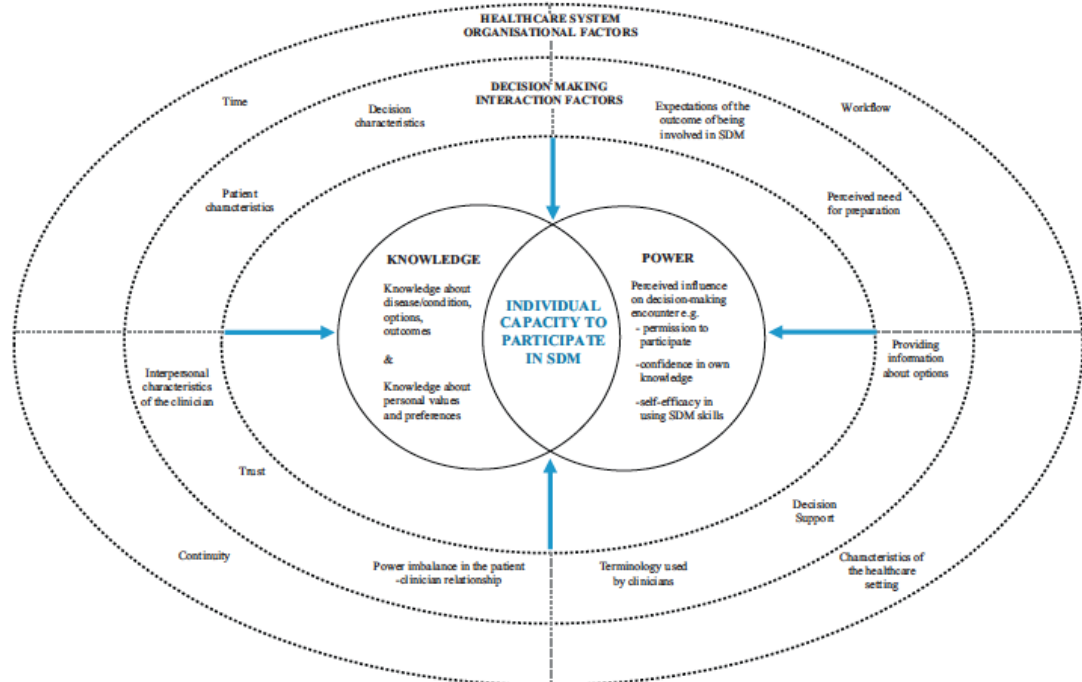 HEALTHCARE SYSTEM
ORGANISATIONAL FACTORS
Time
Workflow
DECISION MAKING
INTERACTION FACTORS
Decision
characteristics
Expectations of the
outcome of being
involved in SDM
Patient
characteristics
Perceived need
for preparation
KNOWLEDGE
Knowledge about
disease/condition,
options,
outcomes
&
Knowledge about
personal values
and preferences
INDIVIDUAL
CAPACITY TO
PARTICIPATE
IN SDM
POWER
Perceived influence
on decision-making
encounter e.g.
- permission to
participate
-confidence in own
knowledge
-self-efficacy in
using SDM skills
Interpersonal
characteristics
of the clinician
Providing
information
about options
Trust
Decision
Support
Continuity
Power imbalance in the patient
-clinician relationship
Terminology used
by clinicians
Characteristics of
the healthcare
setting